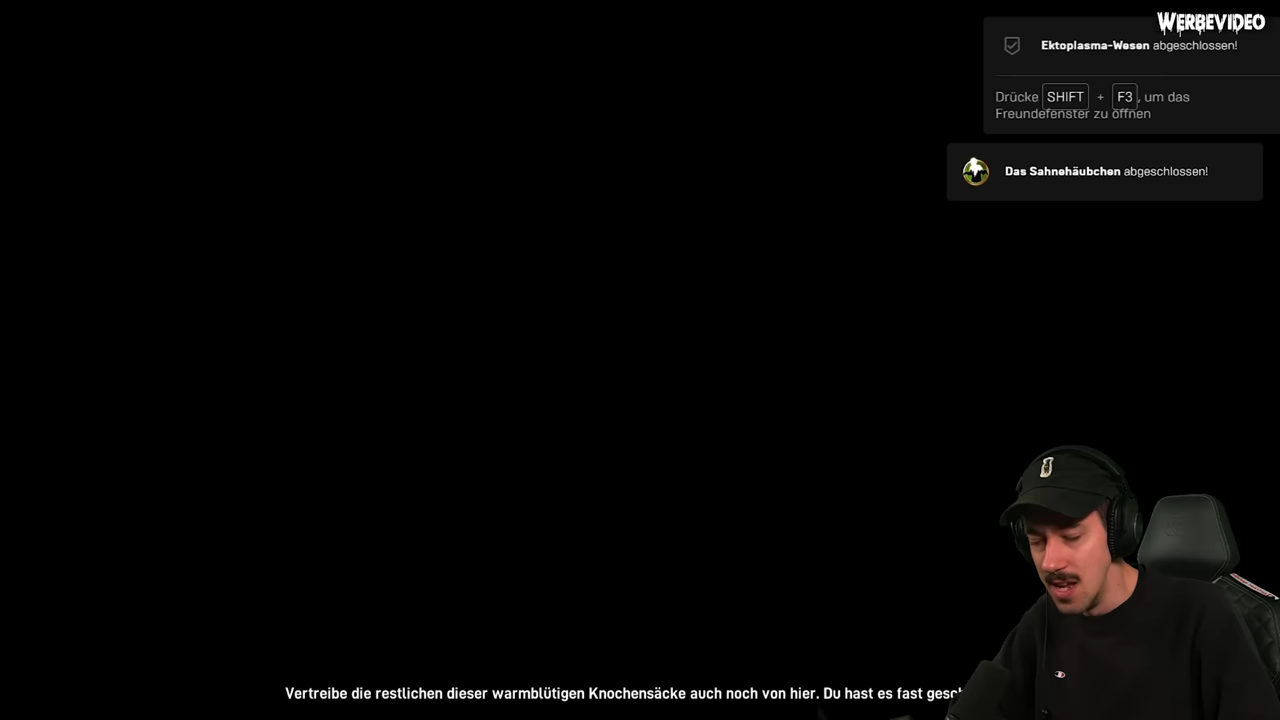 WERBEVIDEO
Ektoplasma-Wesen abgeschlossen!
Drücke SHIFT + F3, um das
Freundefenster zu öffnen
Das Sahnehäubchen abgeschlossen!
Vertreibe die restlichen dieser warmblütigen Knochensäcke auch noch von hier. Du hast es fast